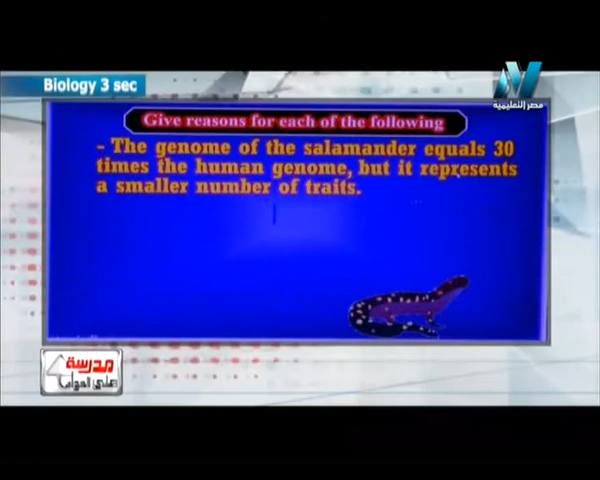 Biology 3 sec
مصر التعليمية
Give reasons for each of the following
- The genome of the salamander equals 30
times the human genome, but it represents
a smaller number of traits.
مدرسة
على الهواء